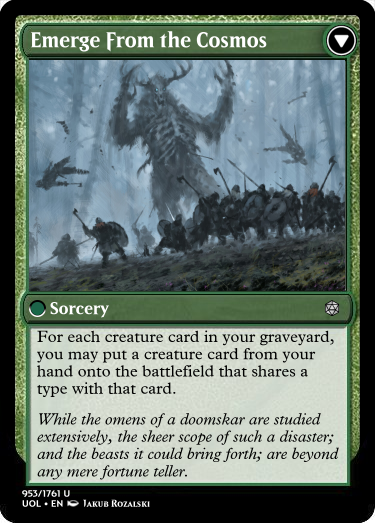 Emerge From the Cosmos
Sorcery
For each creature card in your graveyard,
you may put a creature card from your
hand onto the battlefield that shares a
type with that card.
While the omens of a doomskar are studied
extensively, the sheer scope of such a disaster;
and the beasts it could bring forth; are beyond
any mere fortune teller.
953/1761 U
UOL • EN Jakub Rozalski